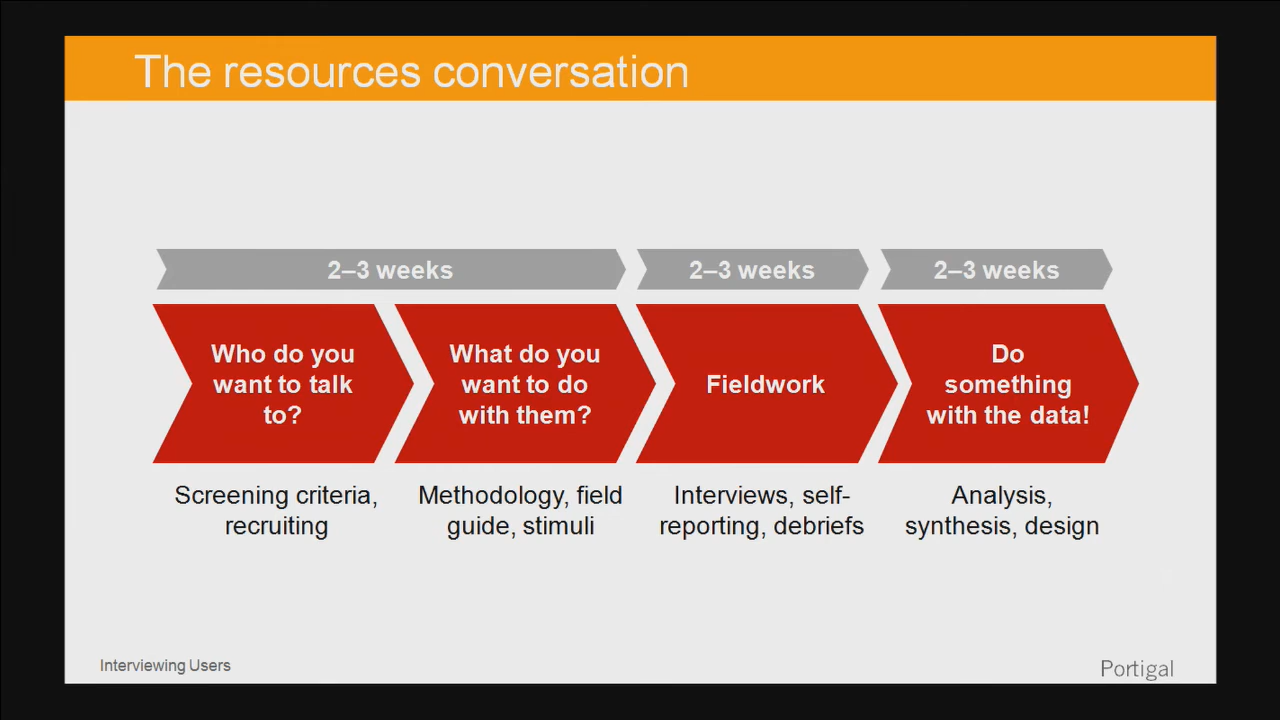 The resources conversation
2–3 weeks
2–3 weeks
2–3 weeks
Who do you
want to talk
to?
What do you
want to do
with them?
Fieldwork
Do
something
with the data!
Screening criteria,
recruiting
Methodology, field
guide, stimuli
Interviews, self-
reporting, debriefs
Analysis,
synthesis, design
Interviewing Users
Portigal